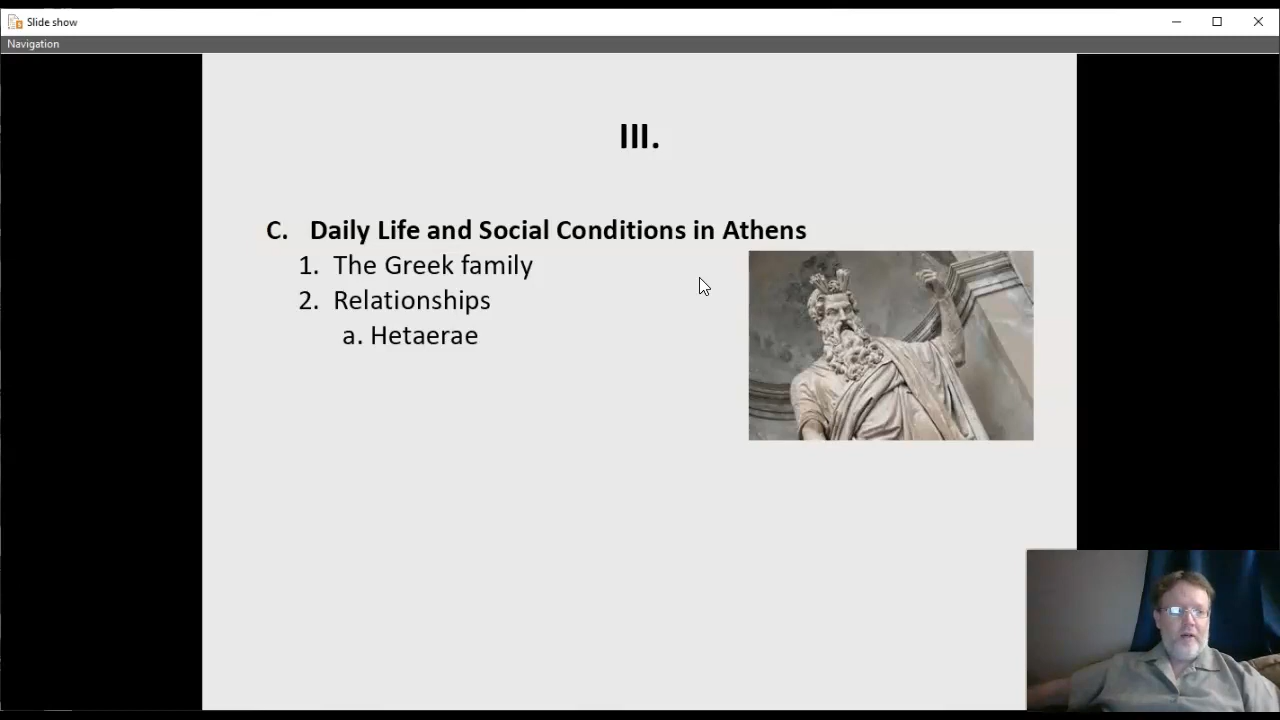 Slide show
Navigation
III.
C. Daily Life and Social Conditions in Athens
1. The Greek family
2. Relationships
a. Hetaerae